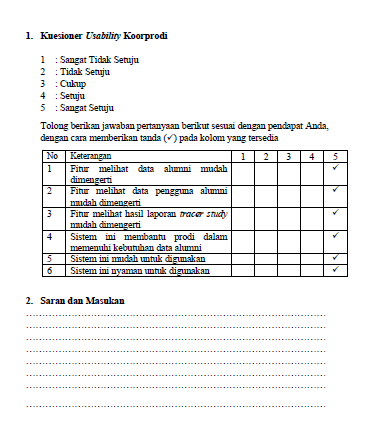 1. Kuesioner Usability Koorprodi
1 : Sangat Tidak Setuju
2 : Tidak Setuju
3 : Cukup
4 : Setuju
5 : Sangat Setuju
Tolong berikan jawaban pertanyaan berikut sesuai dengan pendapat Anda,
dengan cara memberikan tanda (✓) pada kolom yang tersedia
No Keterangan 1 2 3 4 5
1 Fitur melihat data alumni mudah ✓
dimengerti
2 Fitur melihat data pengguna alumni ✓
mudah dimengerti
3 Fitur melihat hasil laporan tracer study ✓
mudah dimengerti
4 Sistem ini membantu prodi dalam ✓
memenuhi kebutuhan data alumni
5 Sistem ini mudah untuk digunakan ✓
6 Sistem ini nyaman untuk digunakan ✓
2. Saran dan Masukan